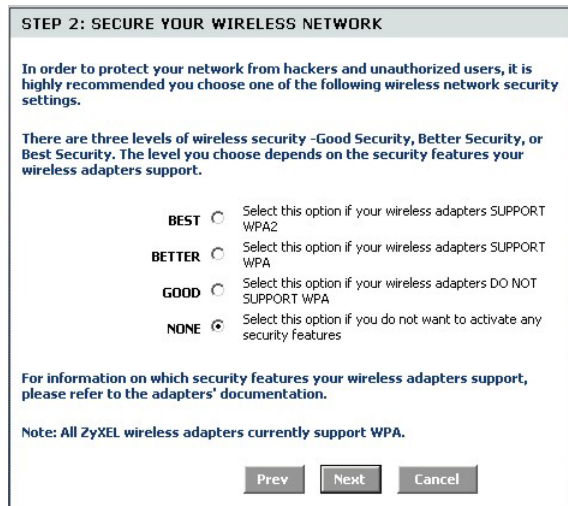 STEP 2: SECURE YOUR WIRELESS NETWORK
In order to protect your network from hackers and unauthorized users, it is
highly recommended you choose one of the following wireless network security
settings.
There are three levels of wireless security -Good Security, Better Security, or
Best Security. The level you choose depends on the security features your
wireless adapters support.
BEST Select this option if your wireless adapters SUPPORT
WPA2
BETTER Select this option if your wireless adapters SUPPORT
WPA
GOOD Select this option if your wireless adapters DO NOT
SUPPORT WPA
NONE Select this option if you do not want to activate any
security features
For information on which security features your wireless adapters support,
please refer to the adapters' documentation.
Note: All ZyXEL wireless adapters currently support WPA.
Prev Next Cancel